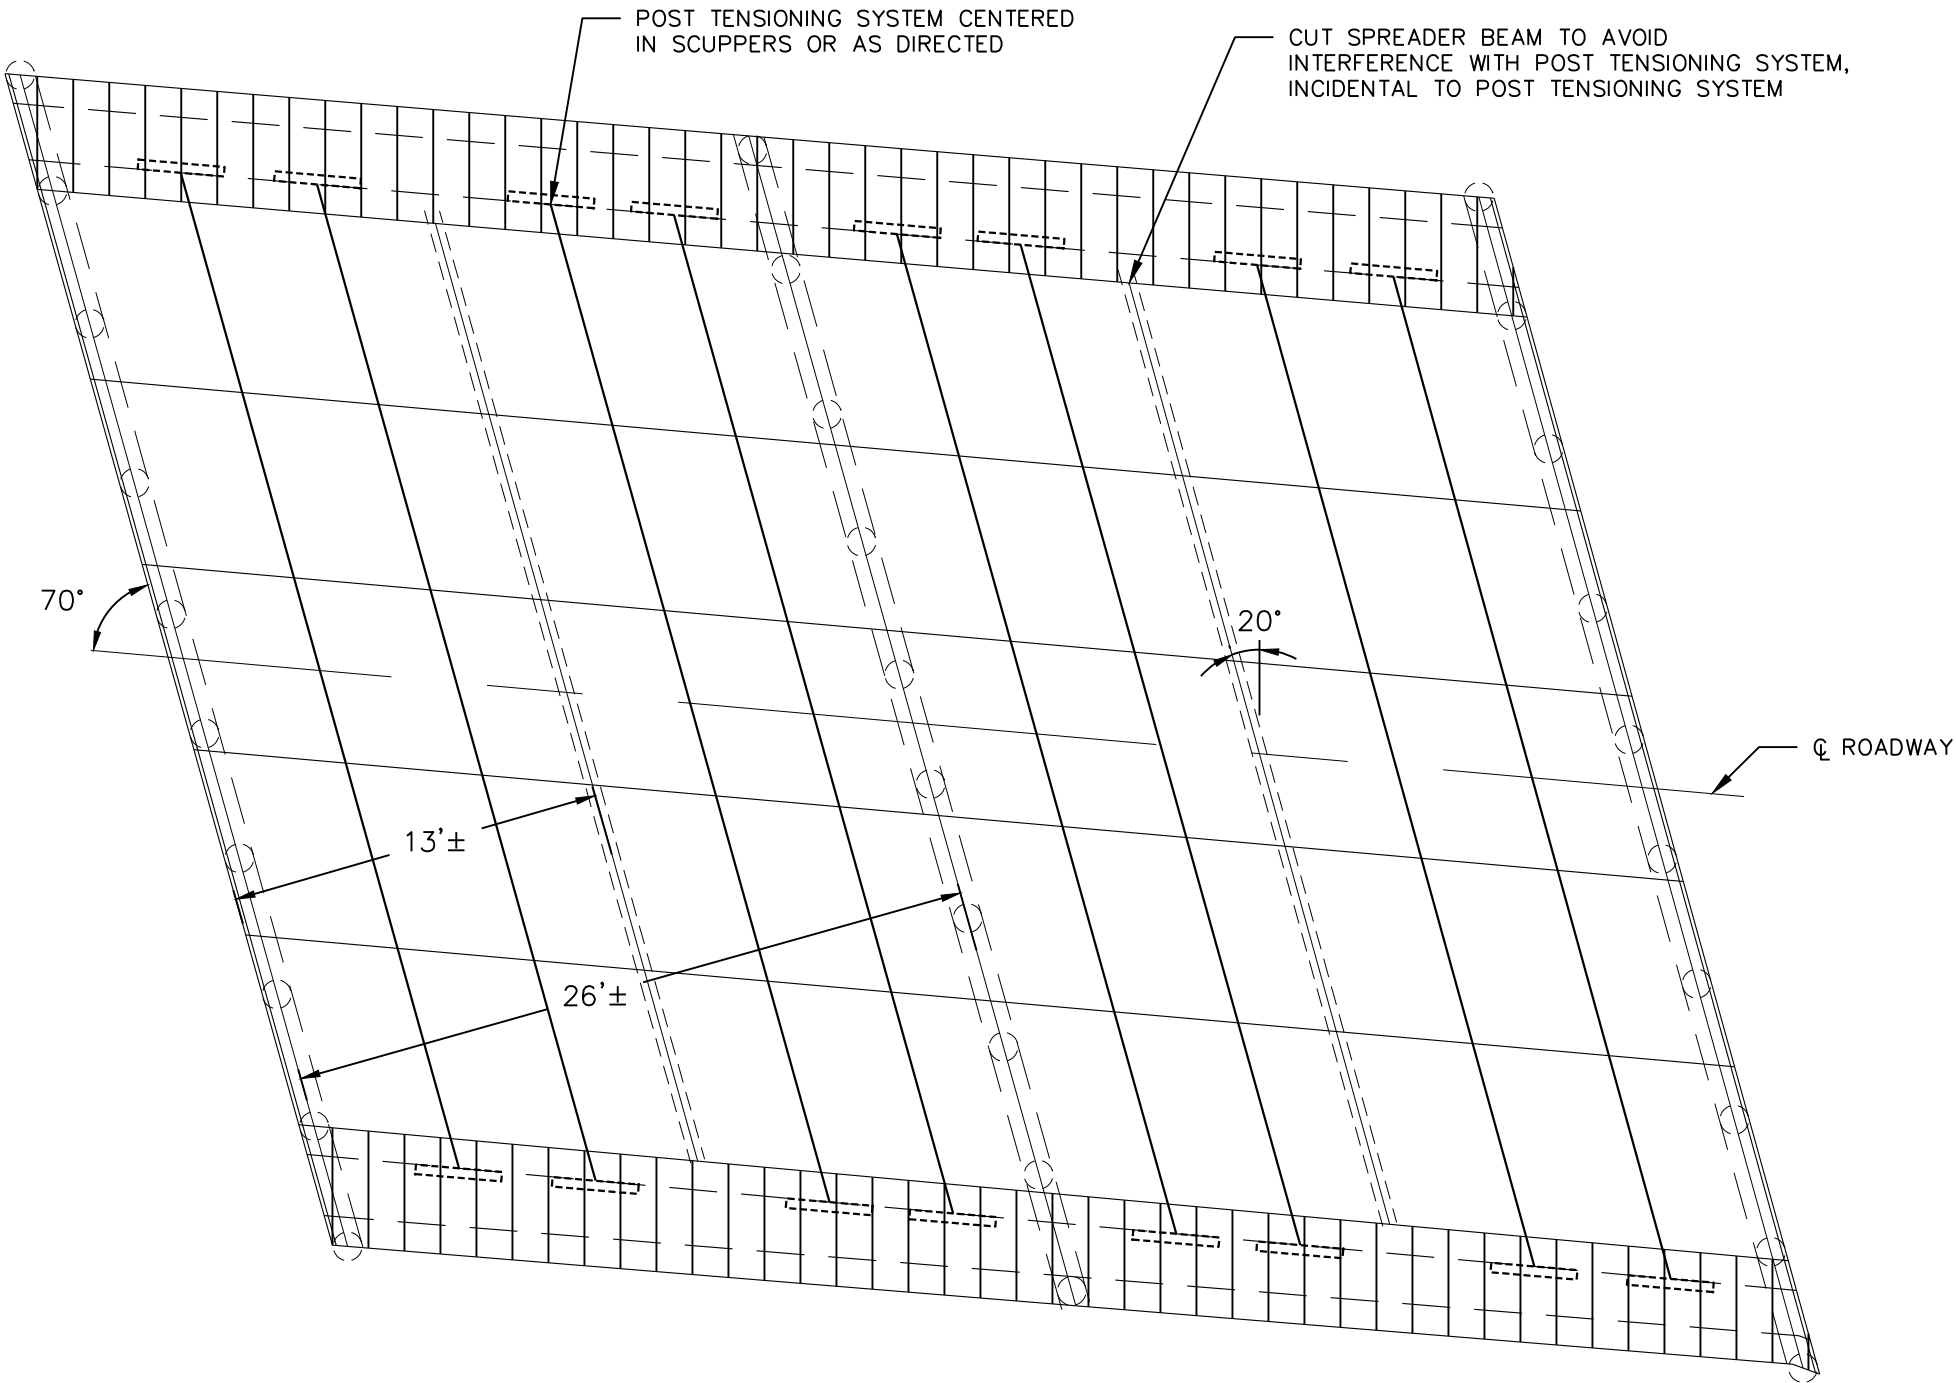 POST TENSIONING SYSTEM CENTERED
IN SCUPPERS OR AS DIRECTED
CUT SPREADER BEAM TO AVOID
INTERFERENCE WITH POST TENSIONING SYSTEM,
INCIDENTAL TO POST TENSIONING SYSTEM
70°
20°
℄ ROADWAY
13'±
26'±